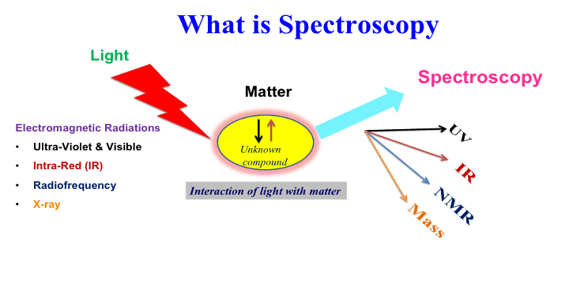 What is Spectroscopy
Light
Matter
Spectroscopy
Unknown
compound
Interaction of light with matter
Electromagnetic Radiations
• Ultra-Violet & Visible
• Intra-Red (IR)
• Radiofrequency
• X-ray
UV
IR
NMR
Mass